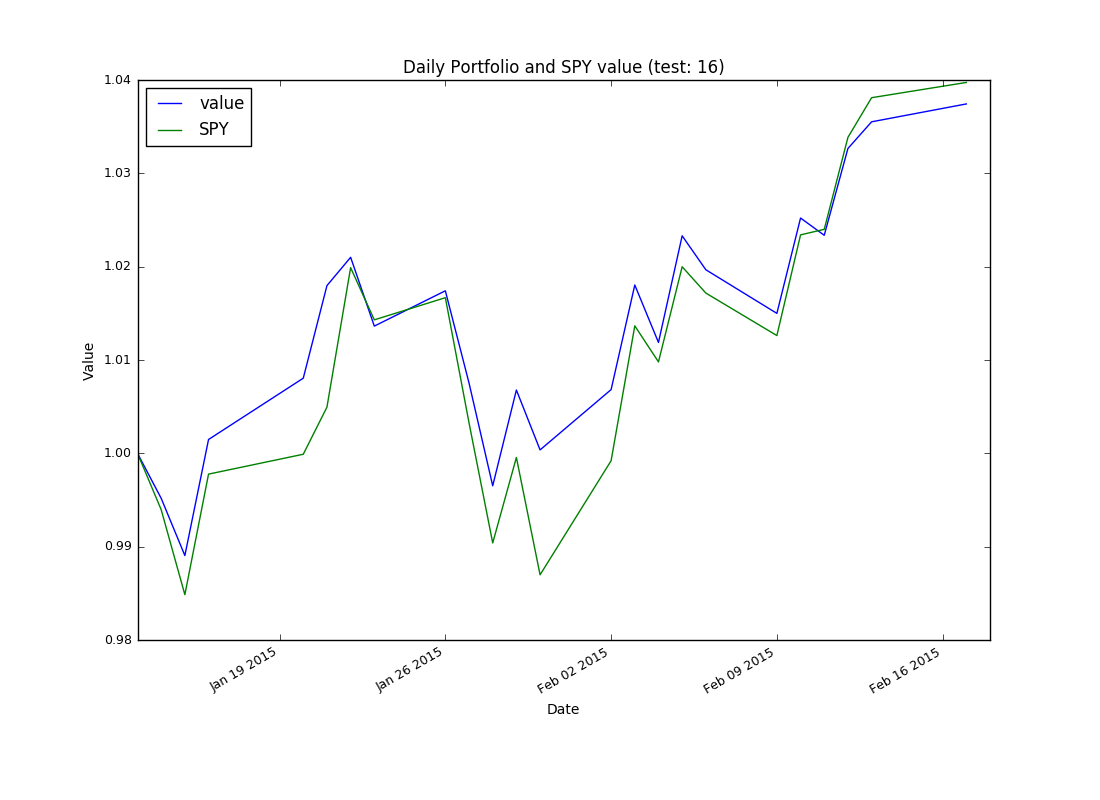 Daily Portfolio and SPY value (test: 16)
value
SPY
1.04
1.03
1.02
1.01
1.00
0.99
0.98
Value
Jan 19 2015
Jan 26 2015
Feb 02 2015
Feb 09 2015
Feb 16 2015
Date